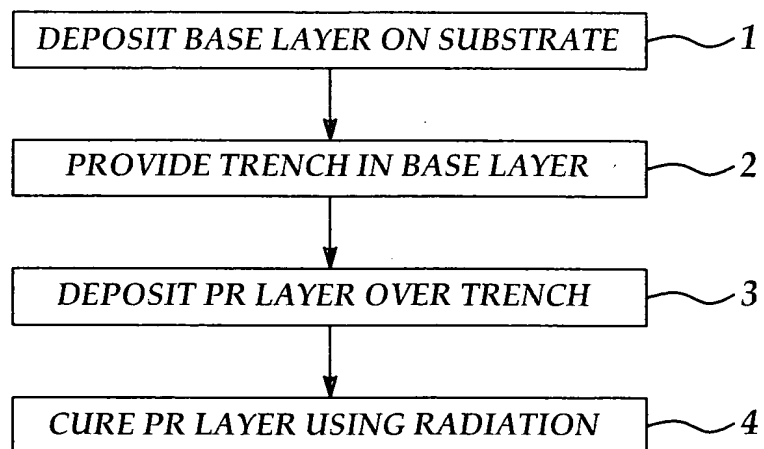 DEPOSIT BASE LAYER ON SUBSTRATE 1
PROVIDE TRENCH IN BASE LAYER 2
DEPOSIT PR LAYER OVER TRENCH 3
CURE PR LAYER USING RADIATION 4